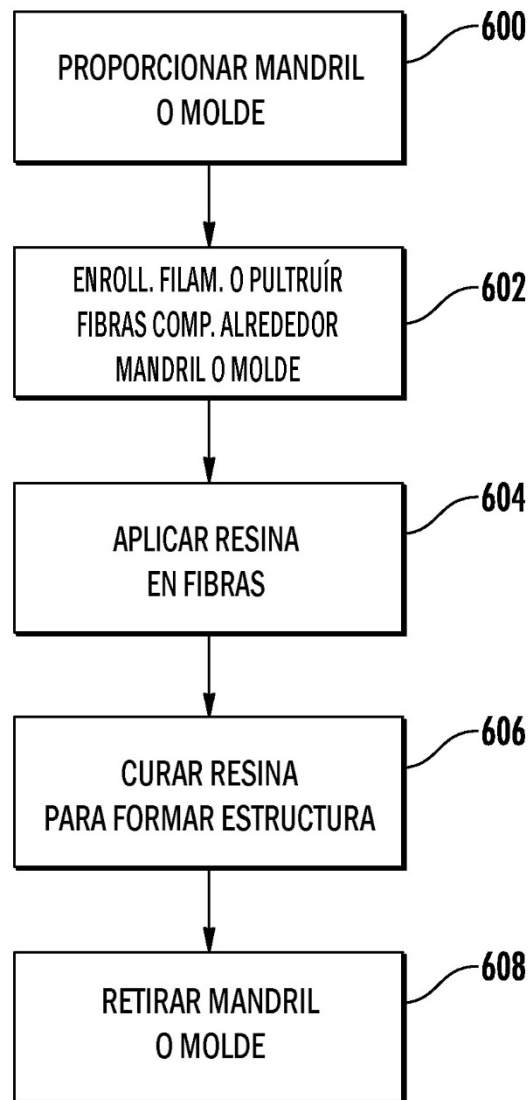 600
PROPORCIONAR MANDRIL
O MOLDE
602
ENROLL. FILAM. O PULTRUÍR
FIBRAS COMP. ALREDEDOR
MANDRIL O MOLDE
604
APLICAR RESINA
EN FIBRAS
606
CURAR RESINA
PARA FORMAR ESTRUCTURA
608
RETIRAR MANDRIL
O MOLDE